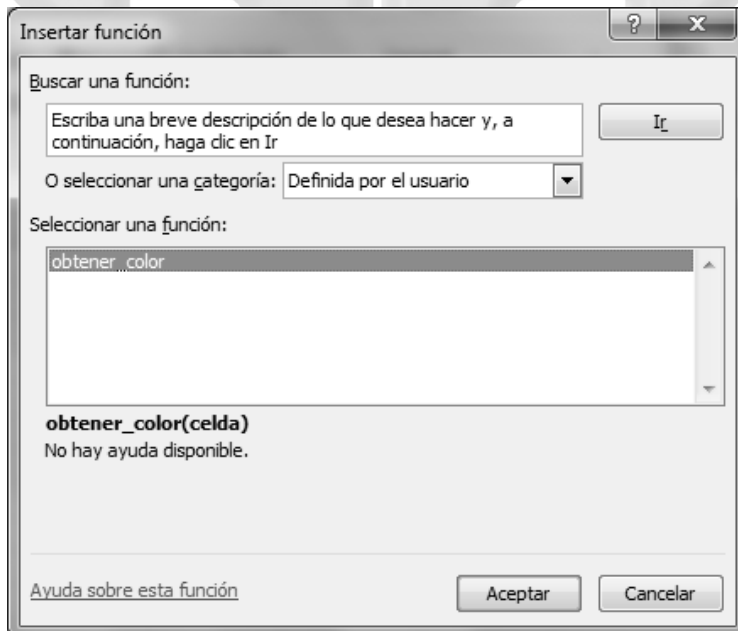 Insertar función
Buscar una función:
Escriba una breve descripción de lo que desea hacer y, a
continuación, haga clic en Ir
Ir
O seleccionar una categoría: Definida por el usuario
Seleccionar una función:
obtener_color
obtener_color(celda)
No hay ayuda disponible.
Ayuda sobre esta función
Aceptar
Cancelar